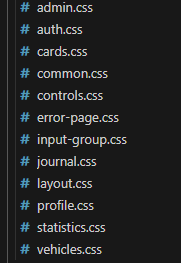 # admin.css
# auth.css
# cards.css
# common.css
# controls.css
# error-page.css
# input-group.css
# journal.css
# layout.css
# profile.css
# statistics.css
# vehicles.css